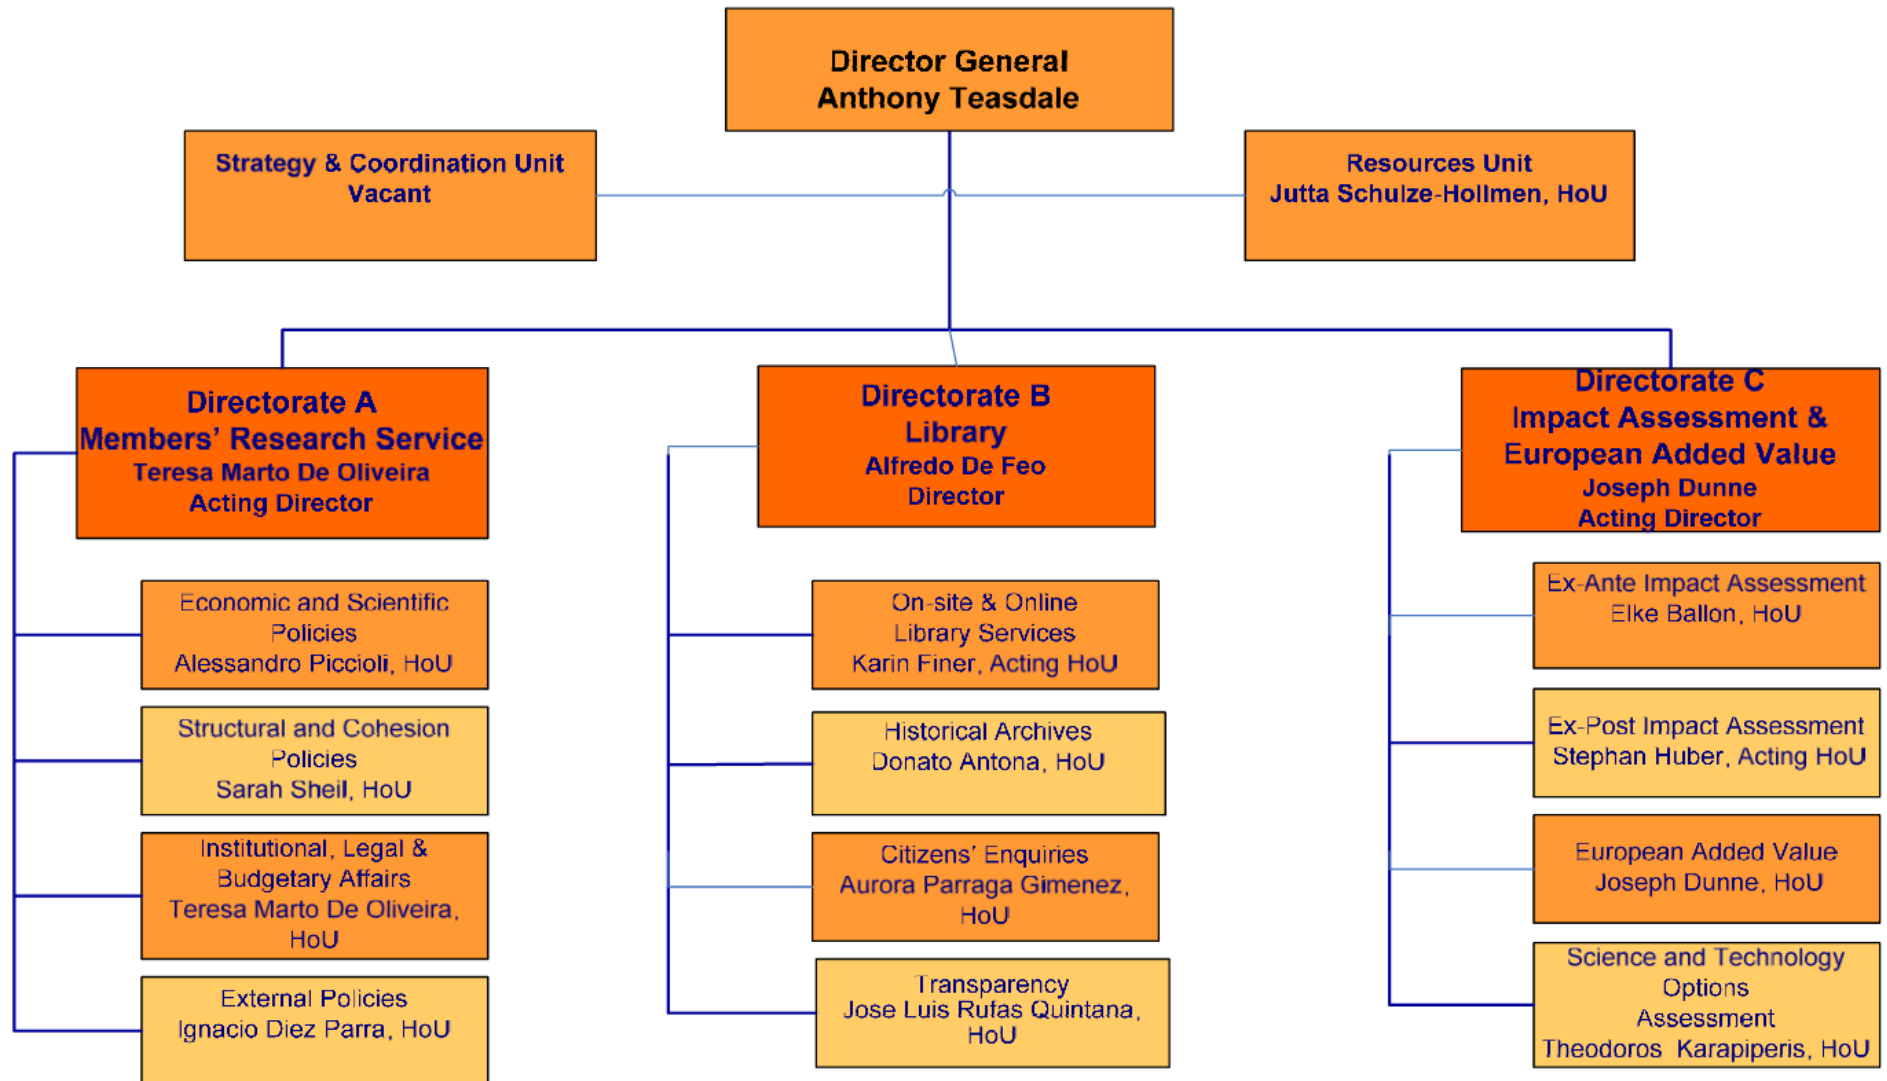 Director General
Anthony Teasdale
Strategy & Coordination Unit
Vacant
Resources Unit
Jutta Schulze-Hollmen, HoU
Directorate A
Members’ Research Service
Teresa Marto De Oliveira
Acting Director
Economic and Scientific
Policies
Alessandro Piccioli, HoU
Structural and Cohesion
Policies
Sarah Sheil, HoU
Institutional, Legal &
Budgetary Affairs
Teresa Marto De Oliveira,
HoU
External Policies
Ignacio Diez Parra, HoU
Directorate B
Library
Alfredo De Feo
Director
On-site & Online
Library Services
Karin Finer, Acting HoU
Historical Archives
Donato Antona, HoU
Citizens’ Enquiries
Aurora Parraga Gimenez,
HoU
Transparency
Jose Luis Rufas Quintana,
HoU
Directorate C
Impact Assessment &
European Added Value
Joseph Dunne
Acting Director
Ex-Ante Impact Assessment
Elke Ballon, HoU
Ex-Post Impact Assessment
Stephan Huber, Acting HoU
European Added Value
Joseph Dunne, HoU
Science and Technology
Options
Assessment
Theodoros Karapiperis, HoU